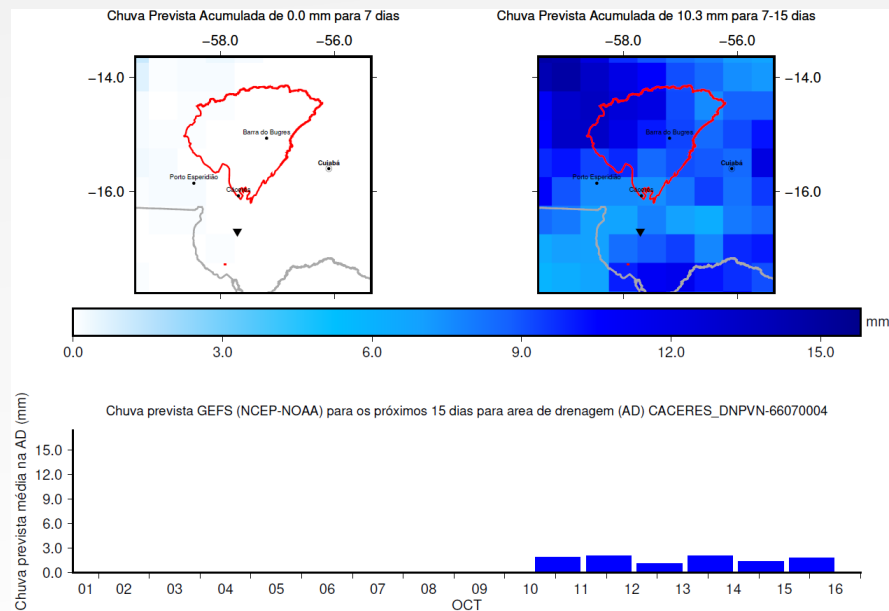 Chuva Prevista Acumulada de 0.0 mm para 7 dias
Chuva Prevista Acumulada de 10.3 mm para 7-15 dias
−58.0 −56.0
−58.0 −56.0
−14.0
−14.0
Barra do Bugres
Barra do Bugres
Cuiabá
Cuiabá
Porto Esperidião
Porto Esperidião
−16.0
−16.0
mm
0.0 3.0 6.0 9.0 12.0 15.0
Chuva prevista GEFS (NCEP-NOAA) para os próximos 15 dias para area de drenagem (AD) CACERES_DNPVN-66070004
Chuva prevista média na AD (mm)
15.0
12.0
9.0
6.0
3.0
0.0
01 02 03 04 05 06 07 08 09 10 11 12 13 14 15 16
OCT